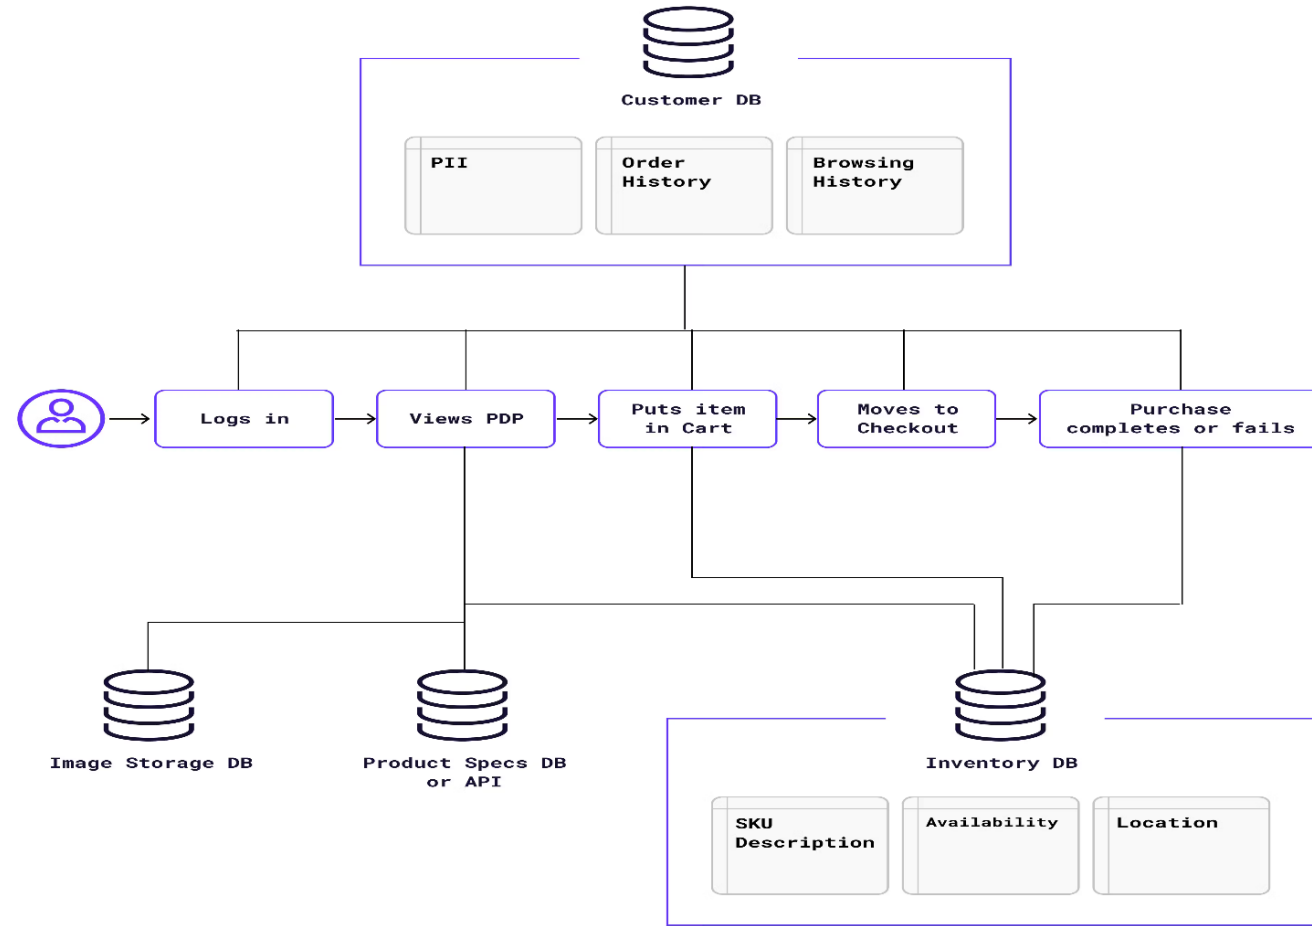 Customer DB
PII
Order
History
Browsing
History
Logs in
Views PDP
Puts item
in Cart
Moves to
Checkout
Purchase
completes or fails
Image Storage DB
Product Specs DB
or API
Inventory DB
SKU
Description
Availability
Location